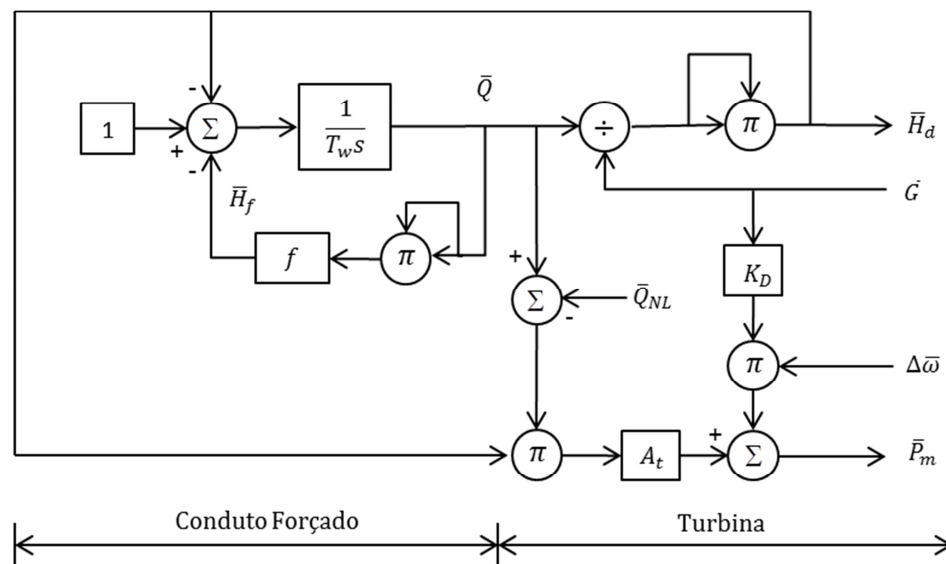 -
1
+
Σ
-
1
T_w s
Q̄
÷
π
H̄_d
H̄_f
f
π
G
+
Σ
-
Q̄_NL
K_D
π
Δω̄
π
A_t
+
Σ
P̄_m
Conduto Forçado
Turbina